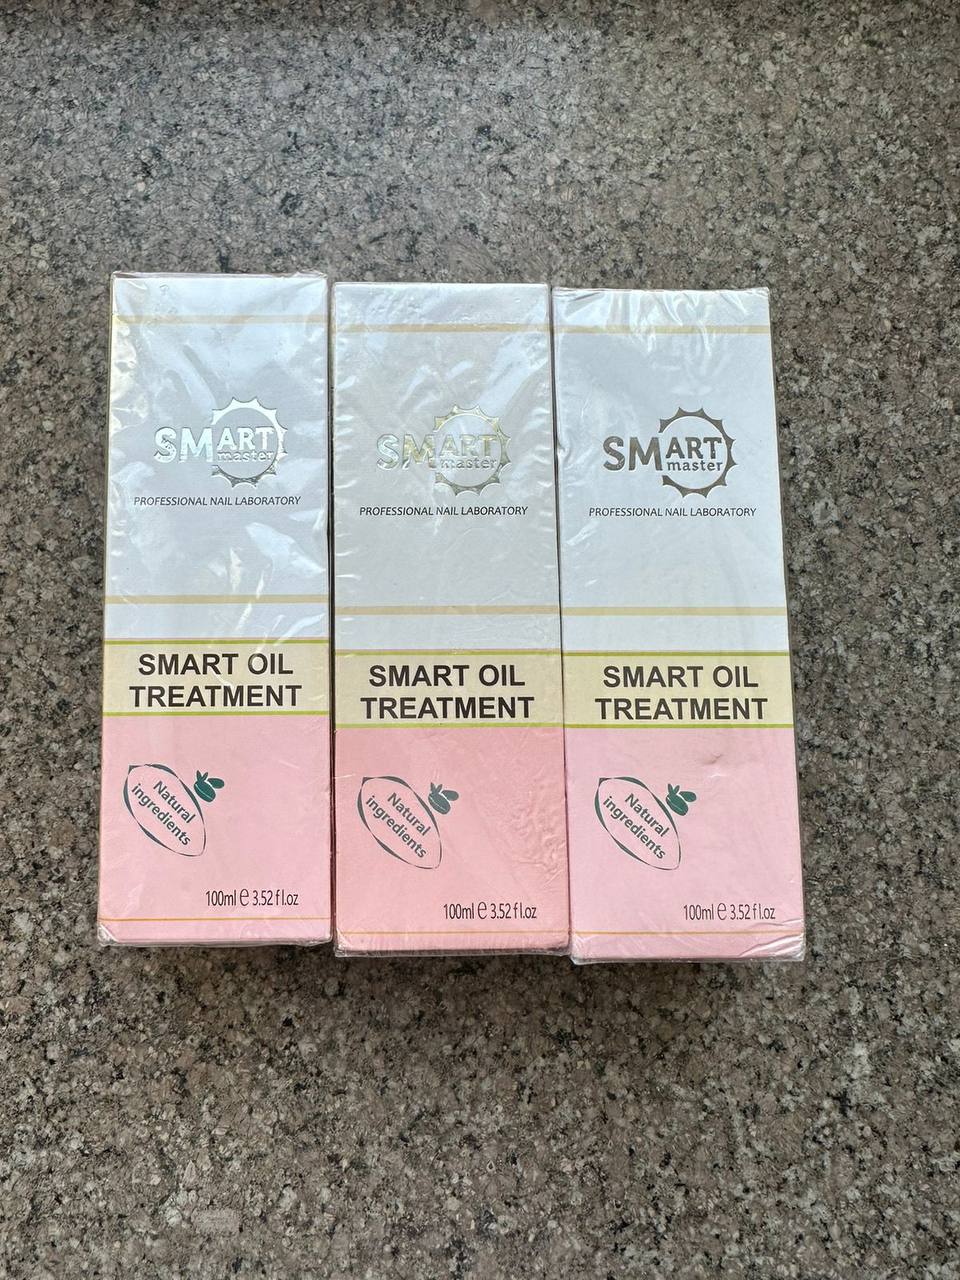 SMART
master
PROFESSIONAL NAIL LABORATORY
SMART OIL
TREATMENT
Natural
ingredients
100ml ℮ 3.52 fl.oz
SMART
master
PROFESSIONAL NAIL LABORATORY
SMART OIL
TREATMENT
Natural
ingredients
100ml ℮ 3.52 fl.oz
SMART
master
PROFESSIONAL NAIL LABORATORY
SMART OIL
TREATMENT
Natural
ingredients
100ml ℮ 3.52 fl.oz